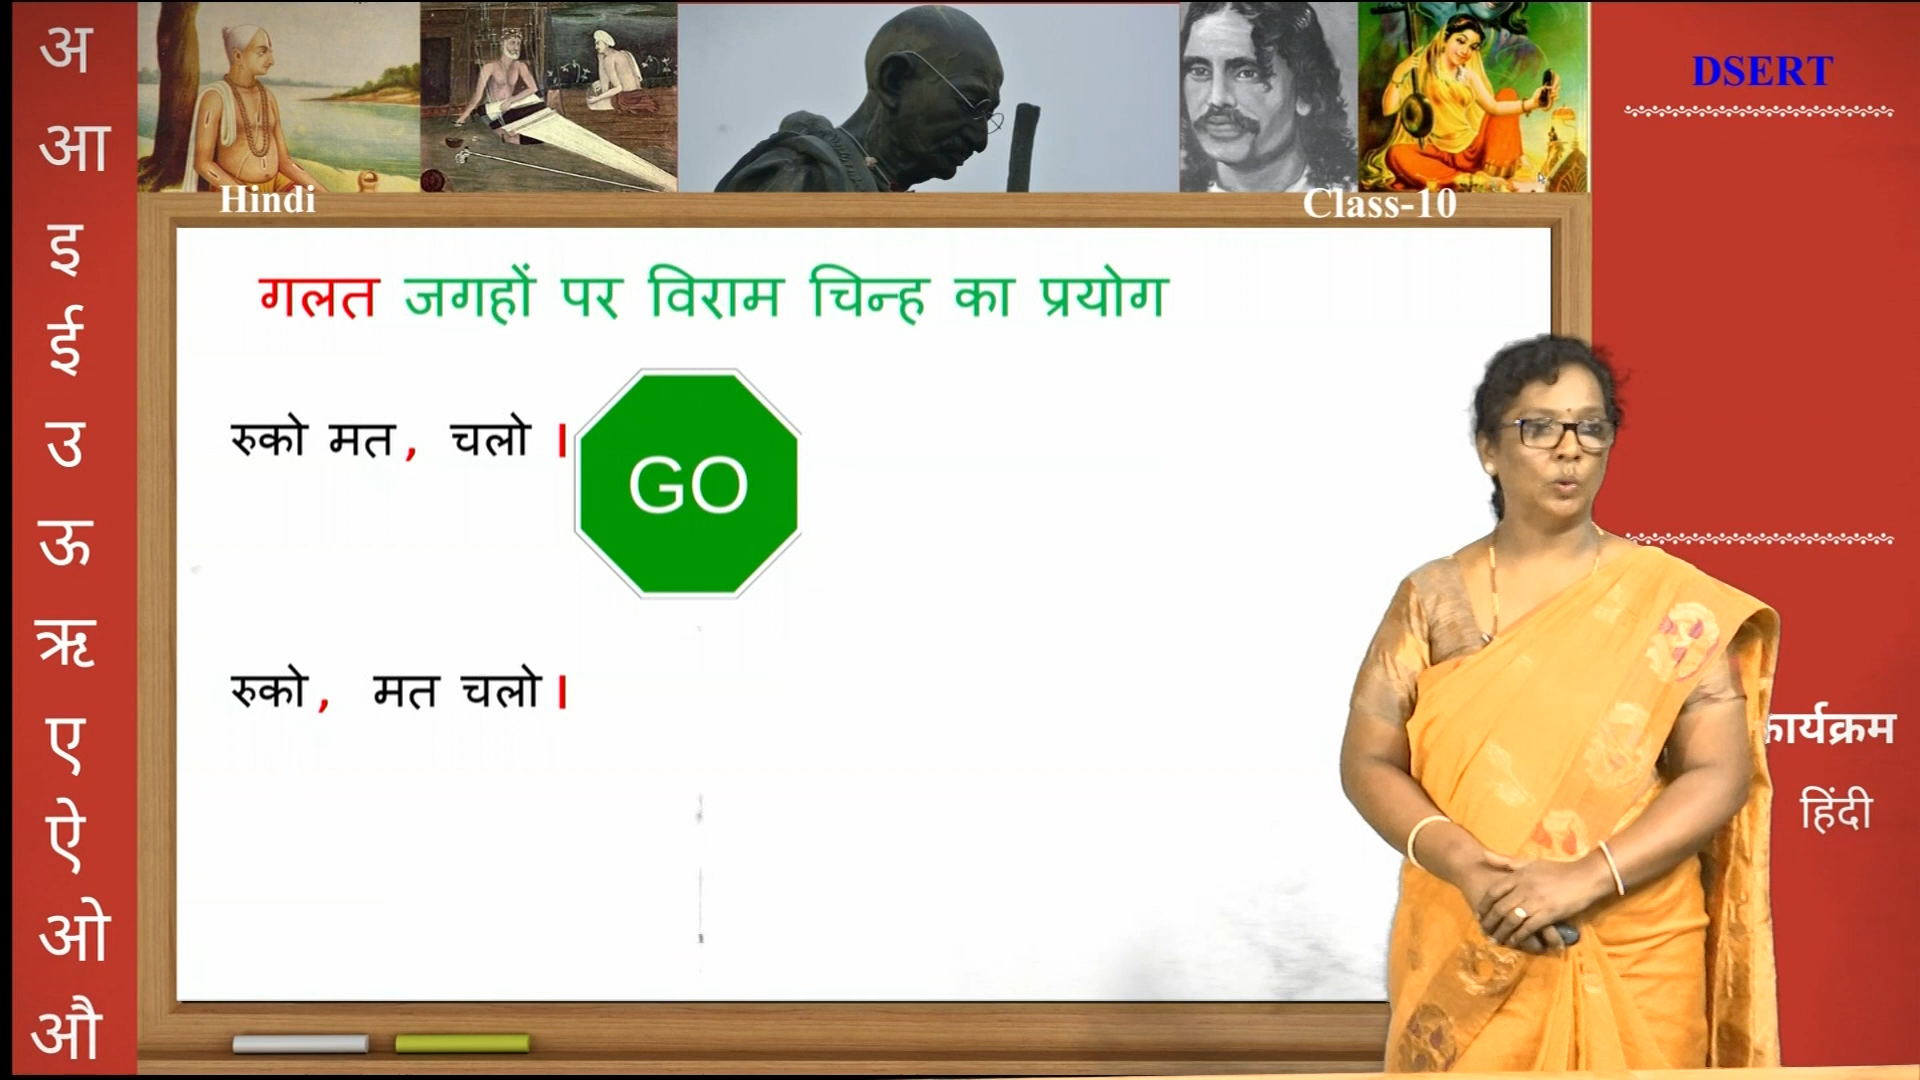 अ
आ
इ
ई
उ
ऊ
ऋ
ए
ऐ
ओ
औ
Hindi
Class-10
DSERT
गलत जगहों पर विराम चिन्ह का प्रयोग
रुको मत, चलो ।
GO
रुको, मत चलो।
कार्यक्रम
हिंदी